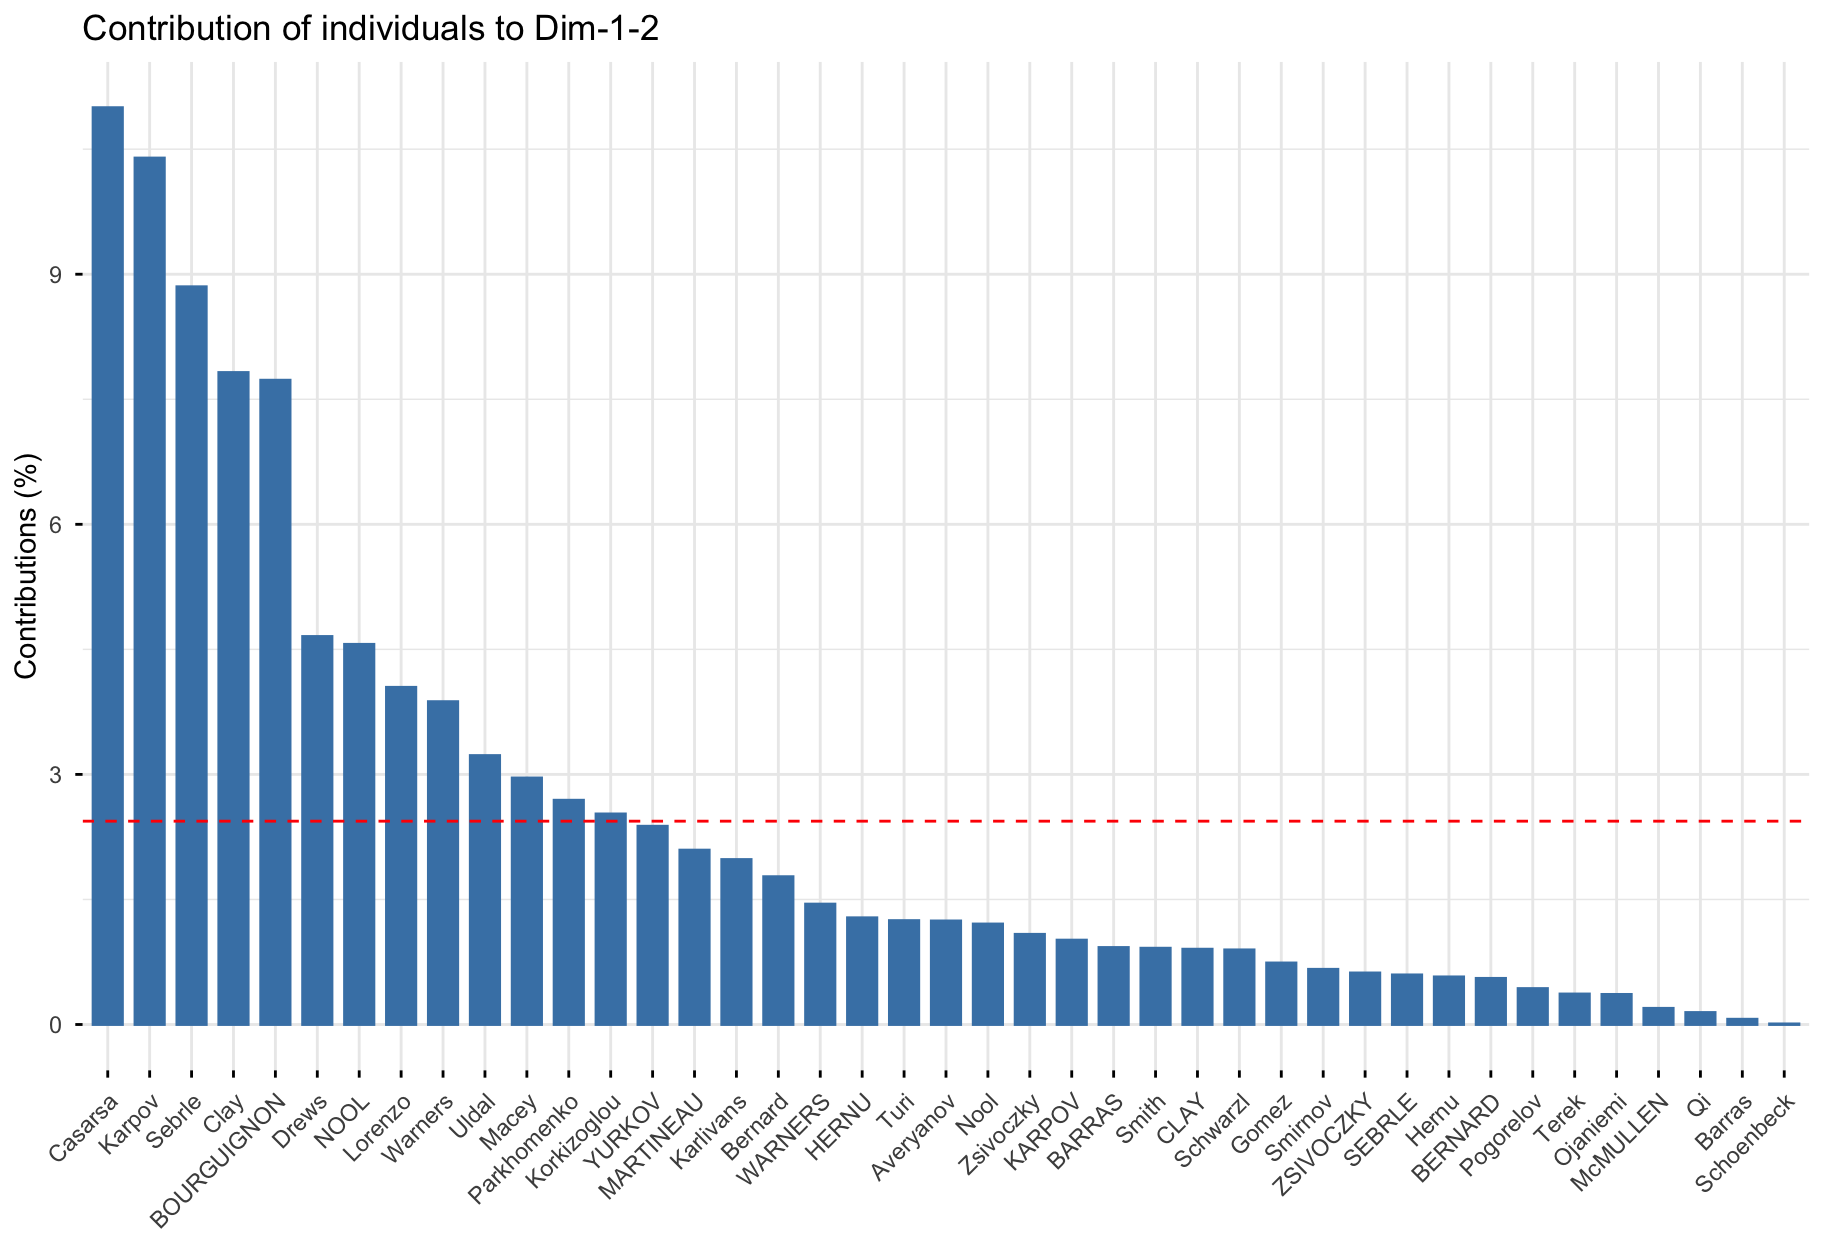 Contribution of individuals to Dim-1-2
Contributions (%)
9
6
3
0
Casarsa
Karpov
Sebrle
Clay
BOURGUIGNON
Drews
NOOL
Lorenzo
Warners
Uldal
Macey
Parkhomenko
Korkizoglou
YURKOV
MARTINEAU
Karlivans
Bernard
WARNERS
HERNU
Turi
Averyanov
Nool
Zsivoczky
KARPOV
BARRAS
Smith
CLAY
Schwarzl
Gomez
Smirnov
ZSIVOCZKY
SEBRLE
Hernu
BERNARD
Pogorelov
Terek
Ojaniemi
McMULLEN
Qi
Barras
Schoenbeck